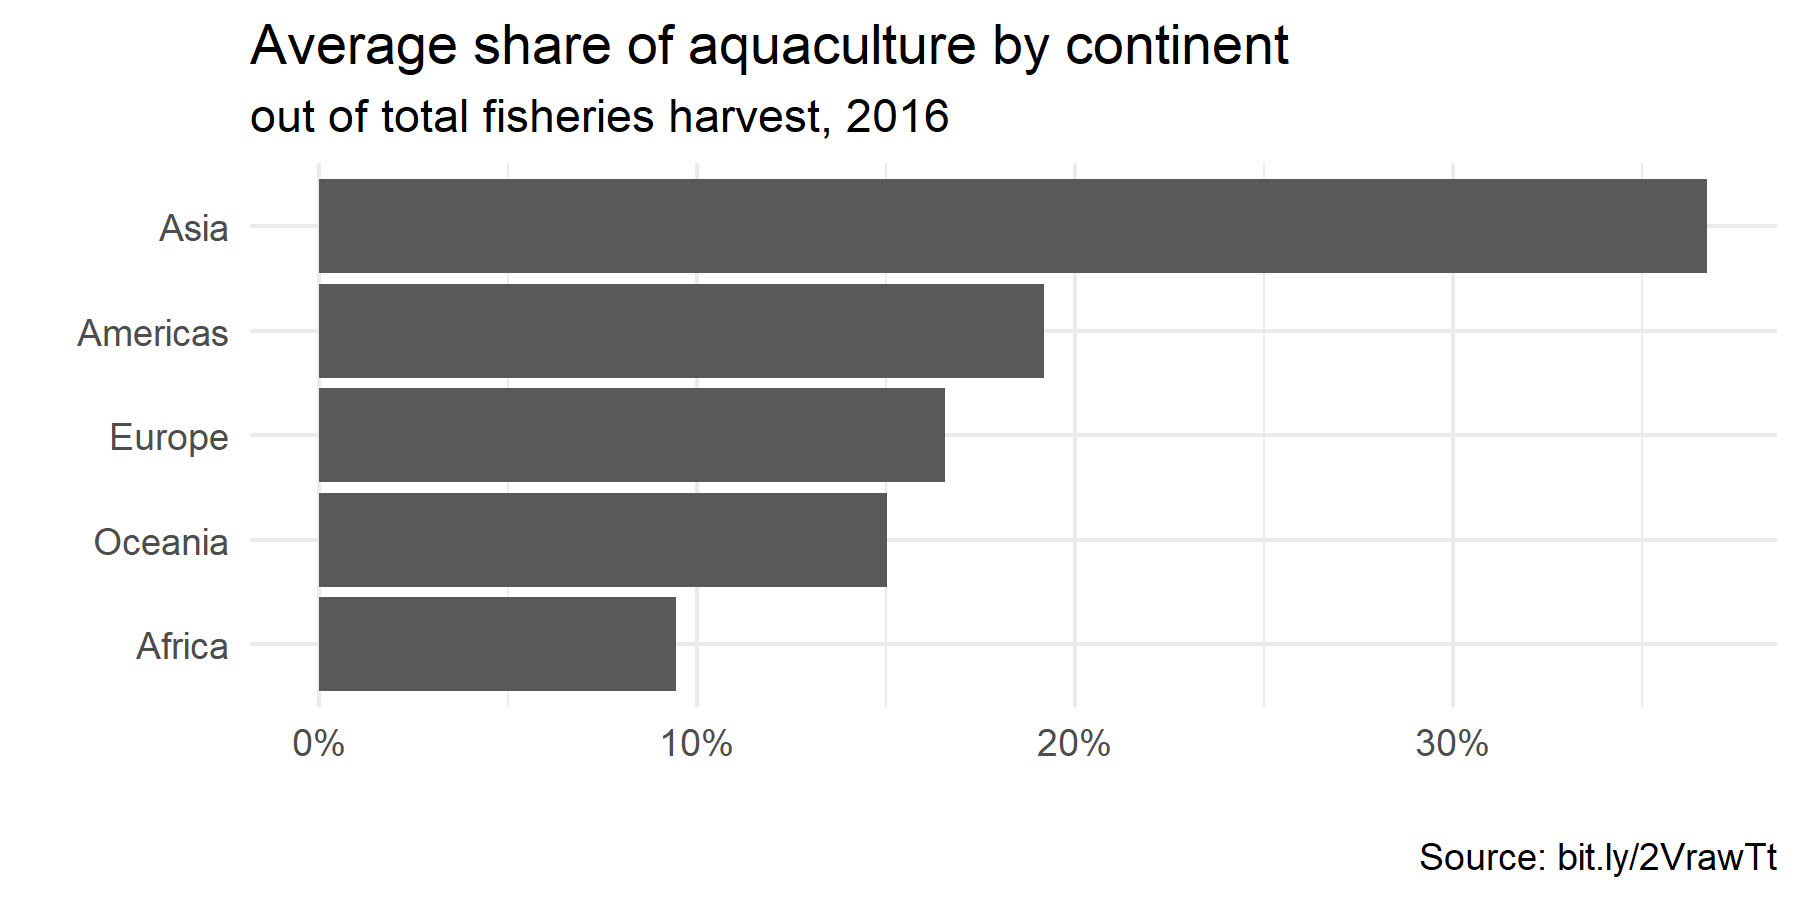 Average share of aquaculture by continent
out of total fisheries harvest, 2016
Asia
Americas
Europe
Oceania
Africa
0% 10% 20% 30%
Source: bit.ly/2VrawTt